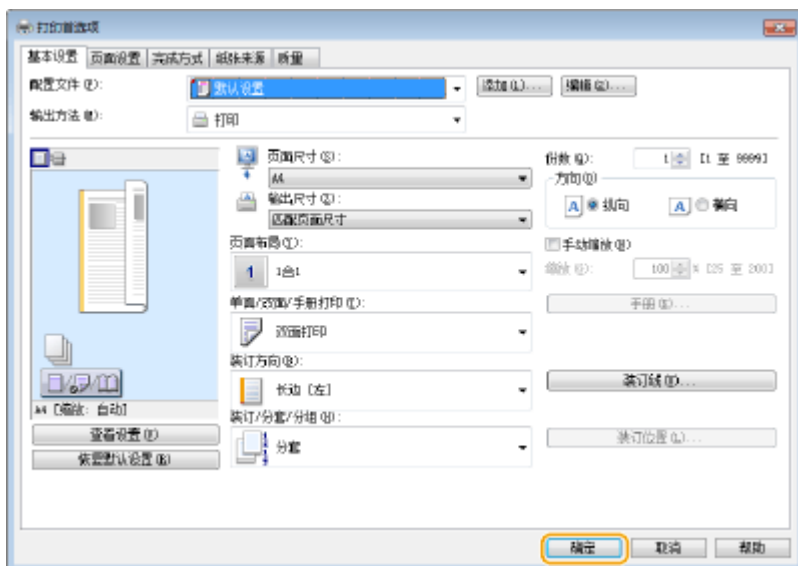 打印首选项
基本设置 页面设置 完成方式 纸张来源 质量
配置文件(F): 默认设置 添加(1)... 编辑(2)...
输出方法(M): 打印
页面尺寸(S):
A4
输出尺寸(Z):
匹配页面尺寸
份数(Q): 1 [1 至 9999]
方向(O)
A 纵向 A 横向
页面布局(Y):
1 1合1
手动缩放(N)
缩放(G): 100 % [25 至 200]
单面/双面/手册打印(T):
双面打印
手册(K)...
装订方向(B):
长边 [左]
装订线(U)...
A4 [缩放: 自动]
装订/分套/分组(H):
分套
装订位置(L)...
查看设置(V)
恢复默认设置(R)
确定 取消 帮助